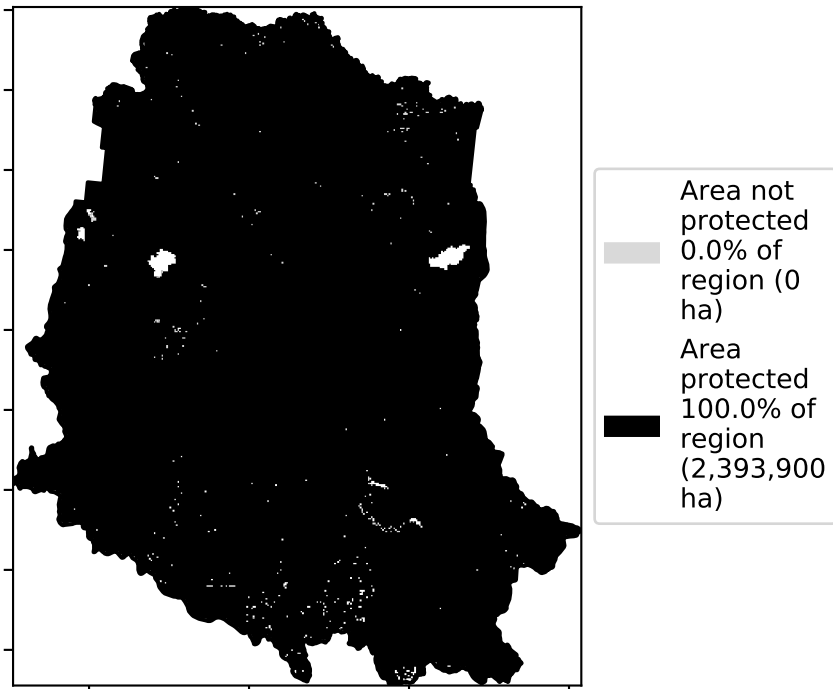 Area not
protected
0.0% of
region (0
ha)
Area
protected
100.0% of
region
(2,393,900
ha)